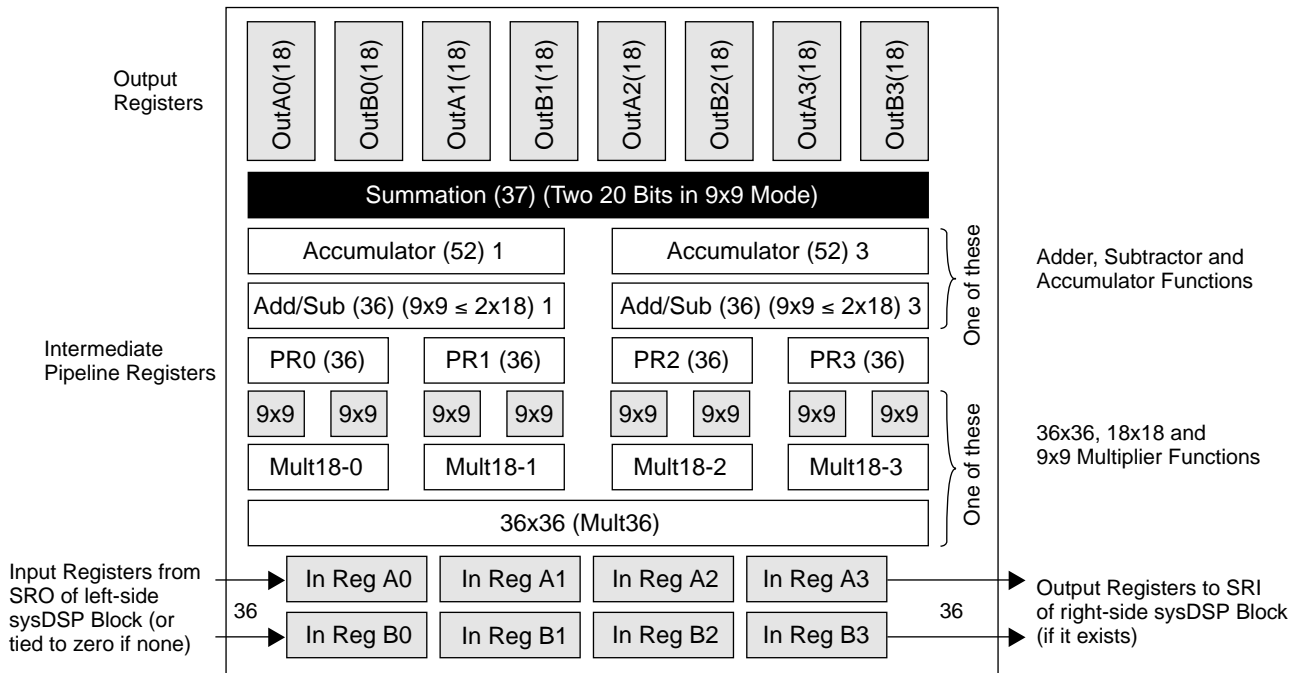 Output
Registers
OutA0(18)
OutB0(18)
OutA1(18)
OutB1(18)
OutA2(18)
OutB2(18)
OutA3(18)
OutB3(18)
Summation (37) (Two 20 Bits in 9x9 Mode)
Accumulator (52) 1
Accumulator (52) 3
Add/Sub (36) (9x9 ≤ 2x18) 1
Add/Sub (36) (9x9 ≤ 2x18) 3
One of these
Adder, Subtractor and
Accumulator Functions
Intermediate
Pipeline Registers
PR0 (36)
PR1 (36)
PR2 (36)
PR3 (36)
9x9
9x9
9x9
9x9
9x9
9x9
9x9
9x9
Mult18-0
Mult18-1
Mult18-2
Mult18-3
36x36 (Mult36)
One of these
36x36, 18x18 and
9x9 Multiplier Functions
Input Registers from
SRO of left-side
sysDSP Block (or
tied to zero if none)
36
In Reg A0
In Reg A1
In Reg A2
In Reg A3
In Reg B0
In Reg B1
In Reg B2
In Reg B3
36
Output Registers to SRI
of right-side sysDSP Block
(if it exists)